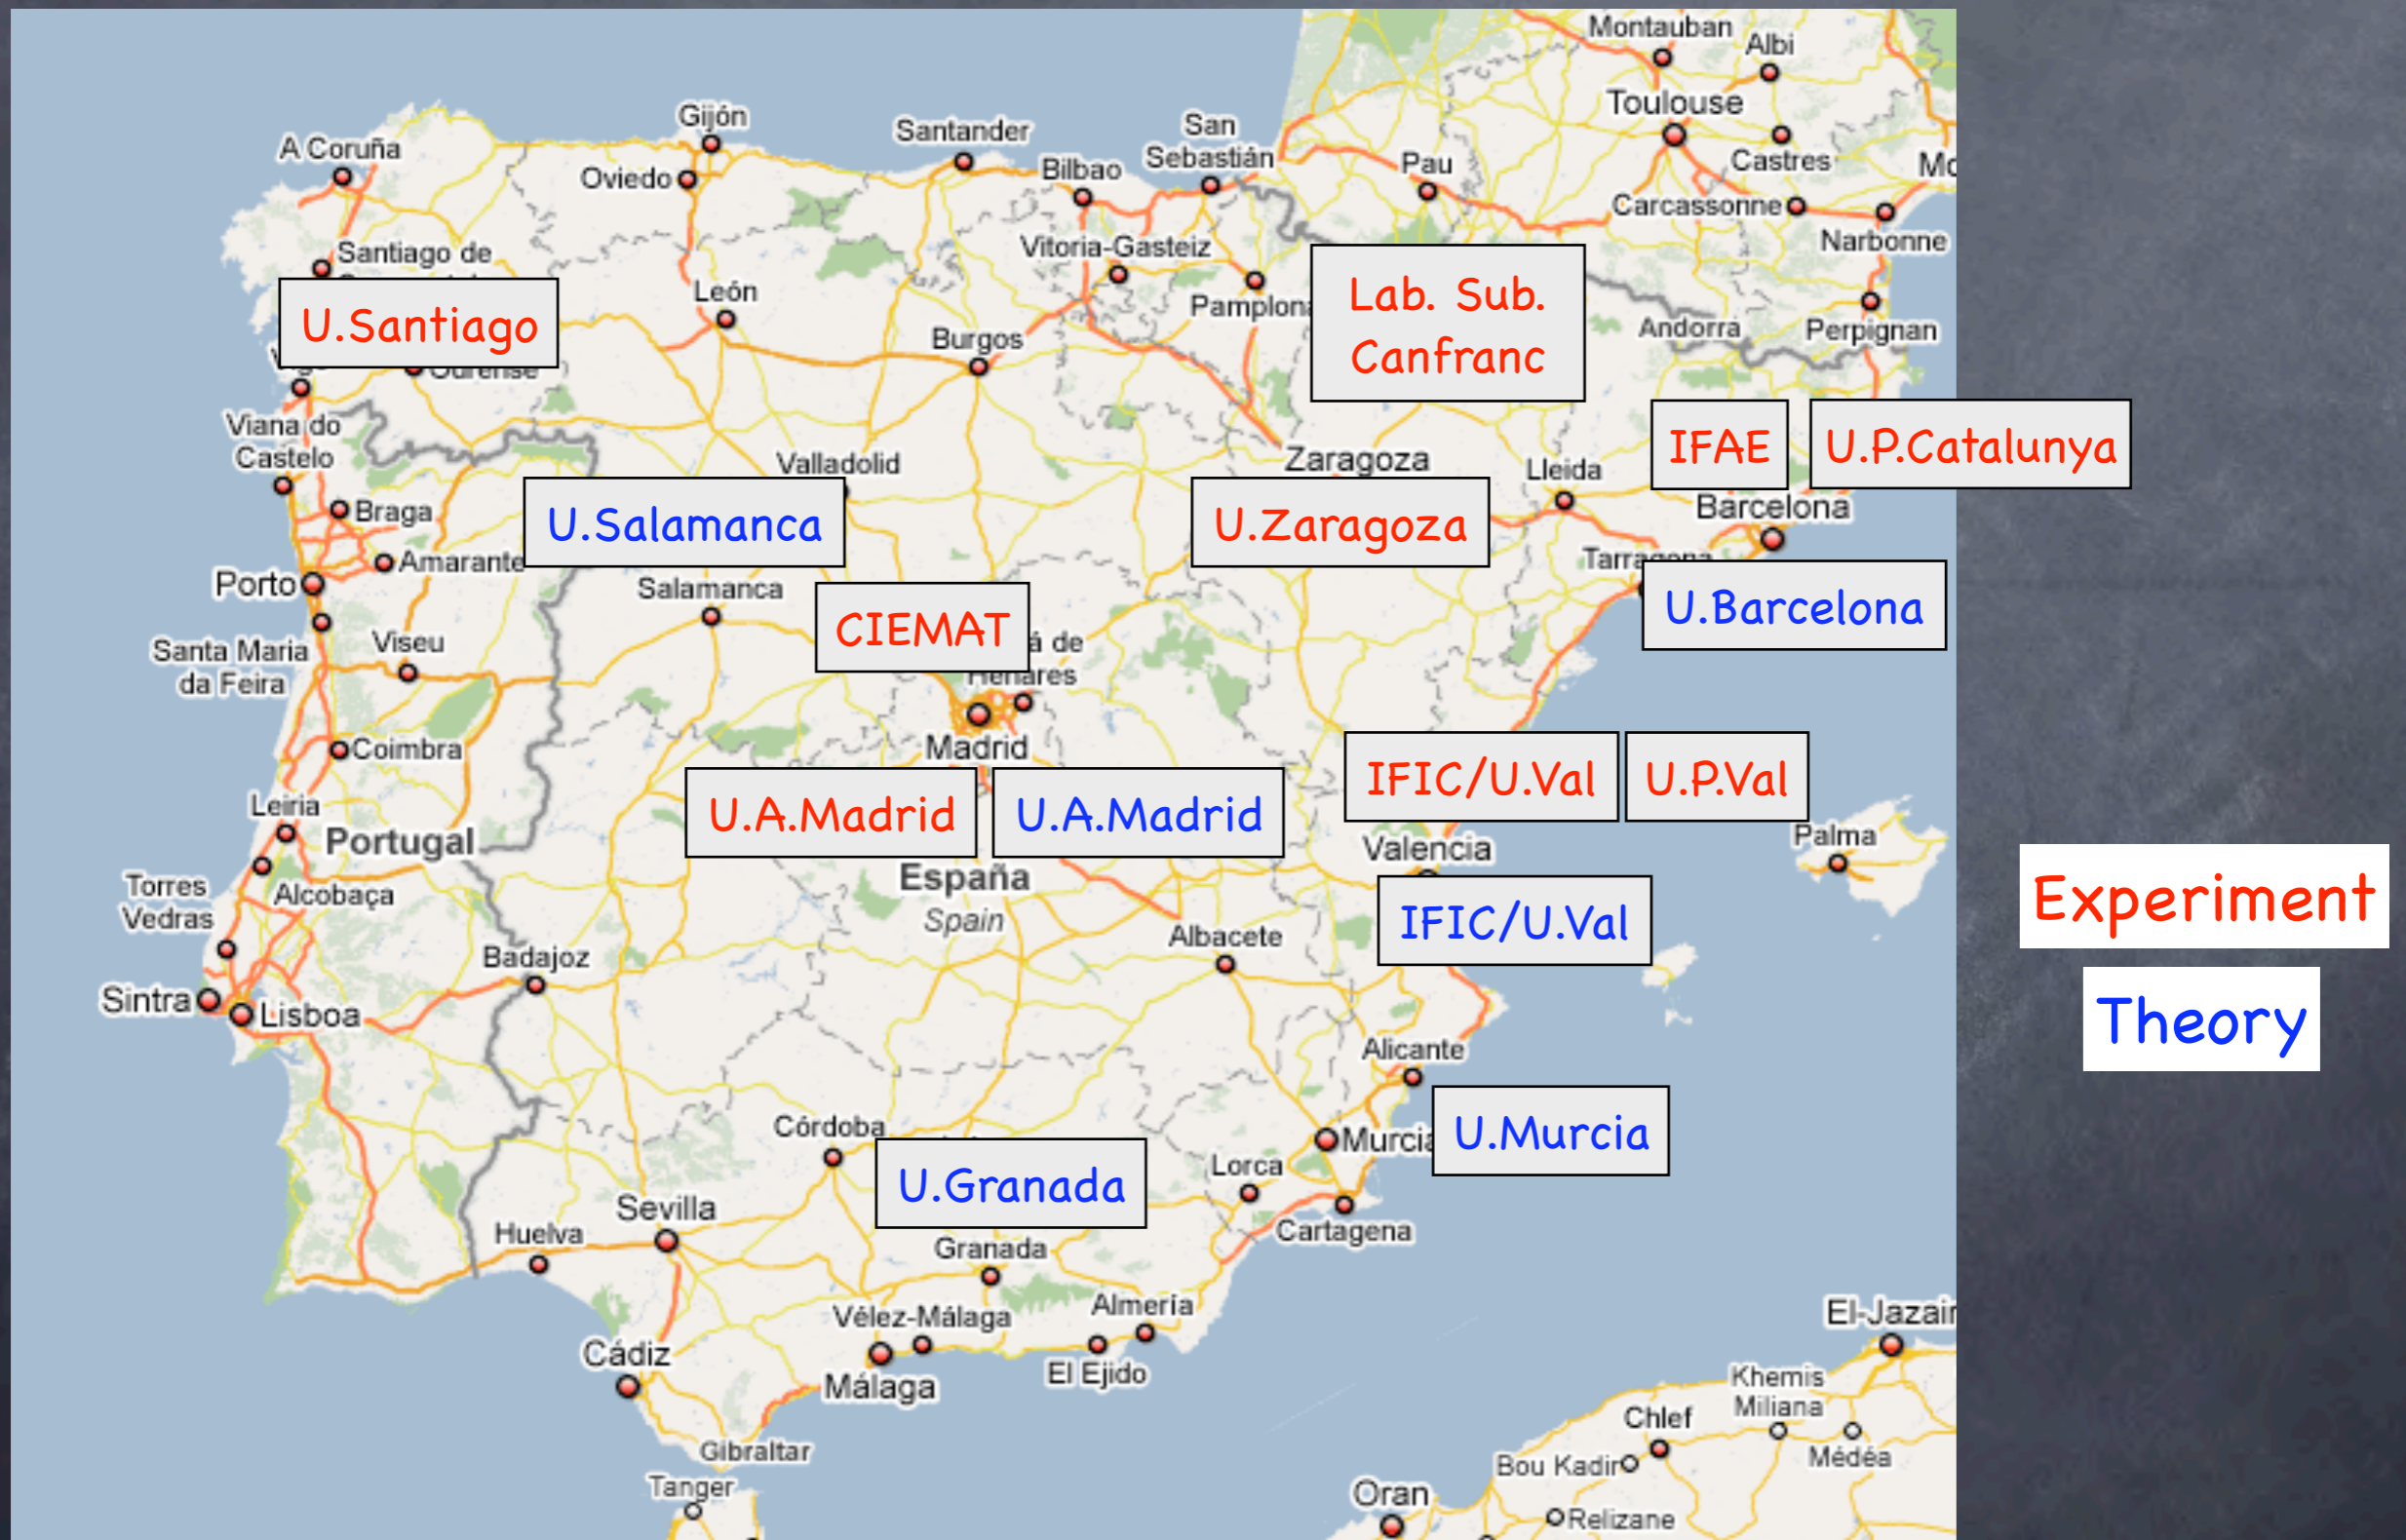 Montauban
Albi
Toulouse
Gijón
A Coruña
Santander
San
Sebastián
Oviedo
Bilbao
Pau
Castres
Carcassonne
Narbonne
Santiago de
Vitoria-Gasteiz
León
Pamplona
Lab. Sub.
Canfranc
Andorra
Perpignan
U.Santiago
Burgos
Ourense
Viana do
Castelo
Valladolid
Zaragoza
Lleida
IFAE
U.P.Catalunya
Braga
U.Salamanca
U.Zaragoza
Barcelona
Amarante
Tarragona
Porto
Salamanca
CIEMAT
á de
Henares
U.Barcelona
Santa Maria
da Feira
Viseu
Coimbra
Madrid
IFIC/U.Val
U.P.Val
Leiria
U.A.Madrid
U.A.Madrid
Portugal
Valencia
Palma
Torres
Vedras
Alcobaça
España
Spain
IFIC/U.Val
Experiment
Albacete
Badajoz
Sintra
Lisboa
Theory
Alicante
Córdoba
Murcia
U.Murcia
Lorca
U.Granada
Sevilla
Huelva
Cartagena
Granada
Vélez-Málaga
Almería
El-Jazair
Cádiz
Málaga
El Ejido
Khemis
Miliana
Chlef
Gibraltar
Médéa
Bou Kadir
Tanger
Oran
Relizane